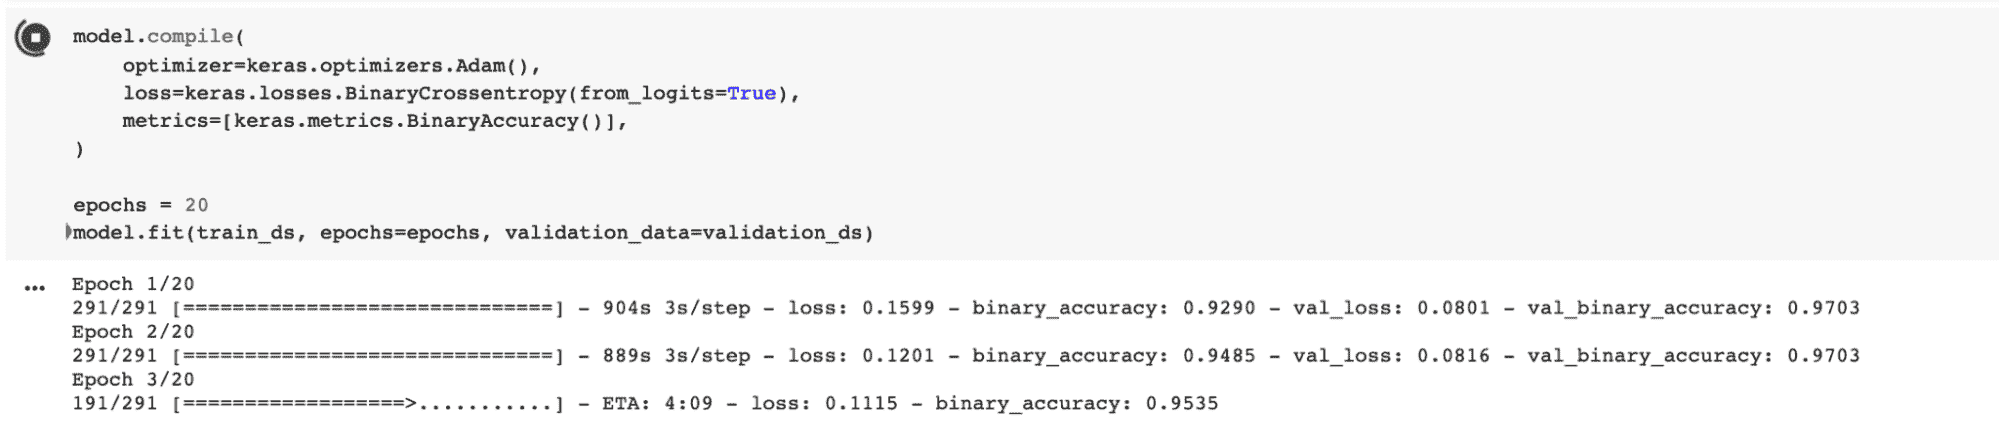 model.compile(
    optimizer=keras.optimizers.Adam(),
    loss=keras.losses.BinaryCrossentropy(from_logits=True),
    metrics=[keras.metrics.BinaryAccuracy()],
)
epochs = 20
model.fit(train_ds, epochs=epochs, validation_data=validation_ds)
... Epoch 1/20
291/291 [==============================] - 904s 3s/step - loss: 0.1599 - binary_accuracy: 0.9290 - val_loss: 0.0801 - val_binary_accuracy: 0.9703
Epoch 2/20
291/291 [==============================] - 889s 3s/step - loss: 0.1201 - binary_accuracy: 0.9485 - val_loss: 0.0816 - val_binary_accuracy: 0.9703
Epoch 3/20
191/291 [==================>...........] - ETA: 4:09 - loss: 0.1115 - binary_accuracy: 0.9535